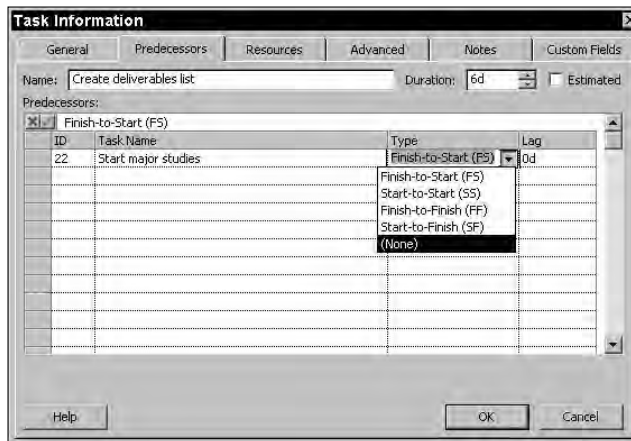 Task Information
General Predecessors Resources Advanced Notes Custom Fields
Name: Create deliverables list Duration: 6d Estimated
Predecessors:
Finish-to-Start (FS)
ID Task Name Type Lag
22 Start major studies Finish-to-Start (FS) 0d
Finish-to-Start (FS)
Start-to-Start (SS)
Finish-to-Finish (FF)
Start-to-Finish (SF)
(None)
Help OK Cancel